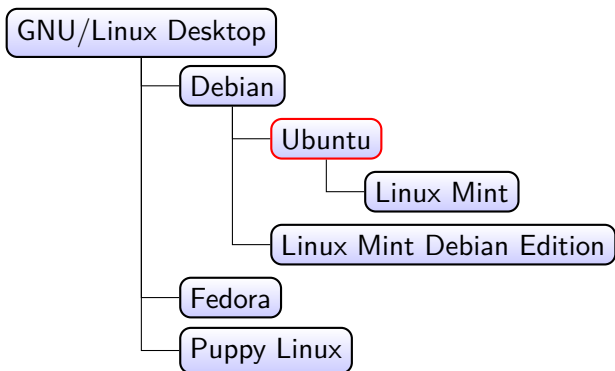 GNU/Linux Desktop
Debian
Ubuntu
Linux Mint
Linux Mint Debian Edition
Fedora
Puppy Linux